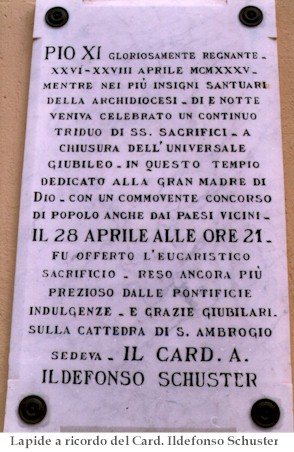 PIO XI GLORIOSAMENTE REGNANTE-
XXVI-XXVIII APRILE MCMXXXV-
MENTRE NEI PIÙ INSIGNI SANTUARI
DELLA ARCHIDIOCESI- DI E NOTTE
VENIVA CELEBRATO UN CONTINUO
TRIDUO DI SS. SACRIFICI- A
CHIUSURA DELL'UNIVERSALE
GIUBILEO- IN QUESTO TEMPIO
DEDICATO ALLA GRAN MADRE DI
DIO- CON UN COMMOVENTE CONCORSO
DI POPOLO ANCHE DAI PAESI VICINI-
IL 28 APRILE ALLE ORE 21-
FU OFFERTO L'EUCARISTICO
SACRIFICIO- RESO ANCORA PIÙ
PREZIOSO DALLE PONTIFICIE
INDULGENZE- E GRAZIE GIUBILARI-
SULLA CATTEDRA DI S. AMBROGIO
SEDEVA- IL CARD. A.
ILDEFONSO SCHUSTER
Lapide a ricordo del Card. Ildefonso Schuster